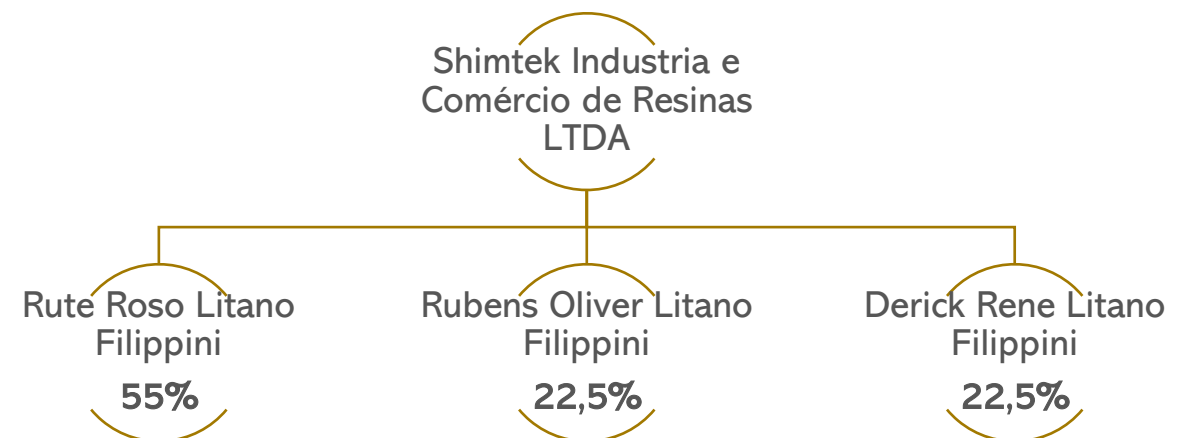 Shimtek Industria e
Comércio de Resinas
LTDA
Rute Roso Litano
Filippini
55%
Rubens Oliver Litano
Filippini
22,5%
Derick Rene Litano
Filippini
22,5%